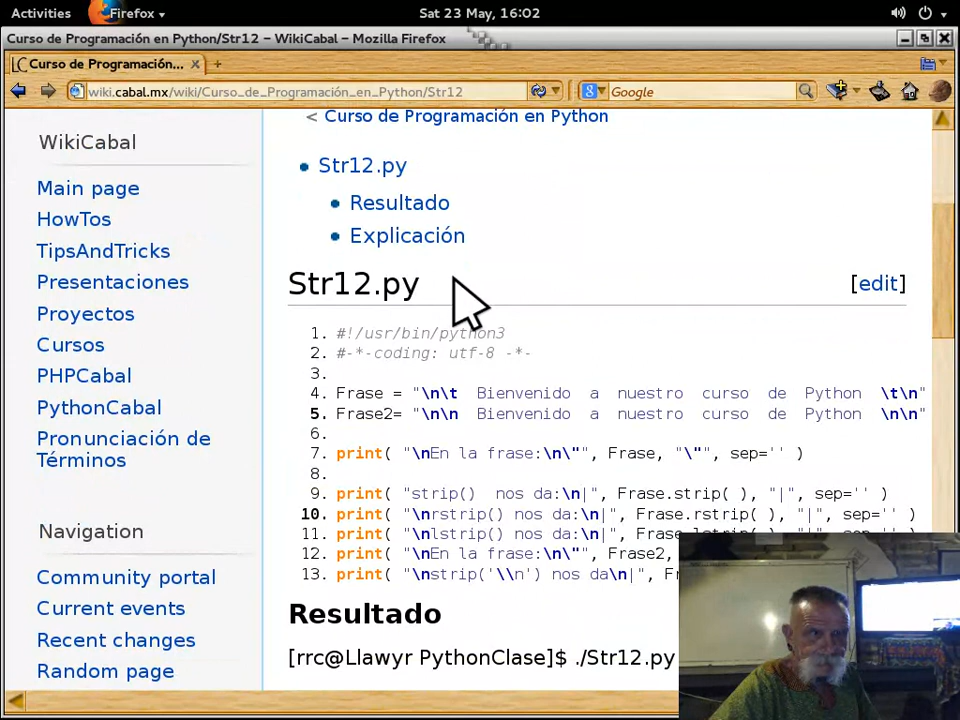 Activities Firefox Sat 23 May, 16:02
Curso de Programación en Python/Str12 – WikiCabal – Mozilla Firefox
LC Curso de Programación...
wiki.cabal.mx/wiki/Curso_de_Programación_en_Python/Str12 Google
WikiCabal
Main page
HowTos
TipsAndTricks
Presentaciones
Proyectos
Cursos
PHPCabal
PythonCabal
Pronunciación de
Términos
Navigation
Community portal
Current events
Recent changes
Random page
< Curso de Programación en Python
Str12.py
Resultado
Explicación
Str12.py [edit]
1. #!/usr/bin/python3
2. #-*-coding: utf-8 -*-
3.
4. Frase = "\n\t Bienvenido a nuestro curso de Python \t\n"
5. Frase2= "\n\n Bienvenido a nuestro curso de Python \n\n"
6.
7. print( "\nEn la frase:\n\"", Frase, "\"", sep='' )
8.
9. print( "strip() nos da:\n|", Frase.strip( ), "|", sep='' )
10. print( "\nrstrip() nos da:\n|", Frase.rstrip( ), "|", sep='' )
11. print( "\nlstrip() nos da:\n|", Frase.lstrip( ), "|", sep='' )
12. print( "\nEn la frase:\n\"", Frase2,
13. print( "\nstrip('\\n') nos da\n|",
Resultado
[rrc@Llawyr PythonClase]$ ./Str12.py